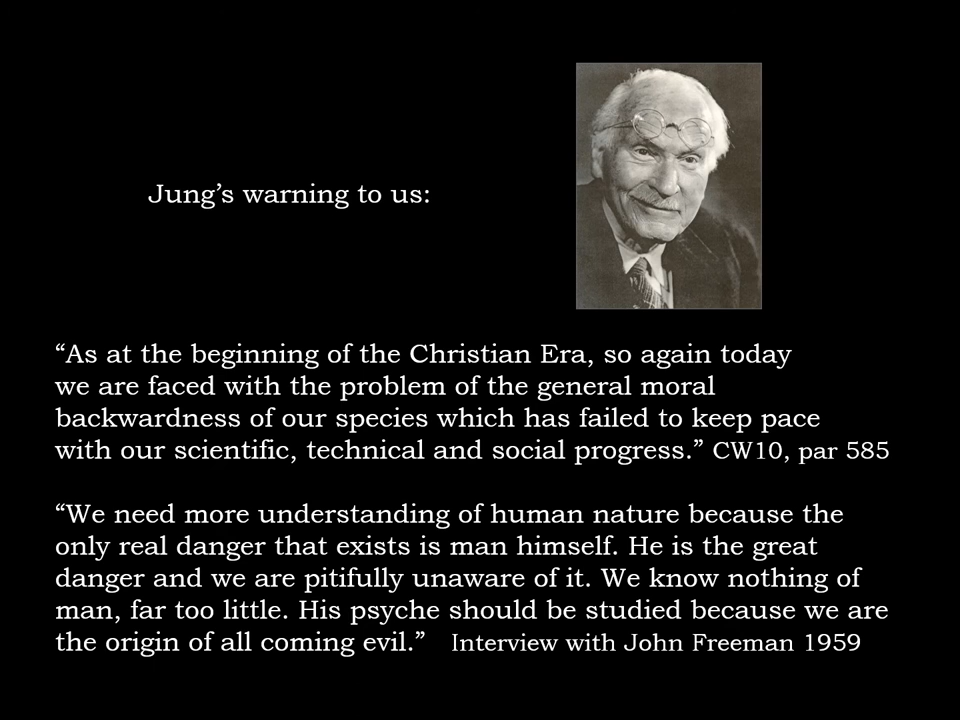 Jung’s warning to us:
“As at the beginning of the Christian Era, so again today
we are faced with the problem of the general moral
backwardness of our species which has failed to keep pace
with our scientific, technical and social progress.” CW10, par 585
“We need more understanding of human nature because the
only real danger that exists is man himself. He is the great
danger and we are pitifully unaware of it. We know nothing of
man, far too little. His psyche should be studied because we are
the origin of all coming evil.” Interview with John Freeman 1959